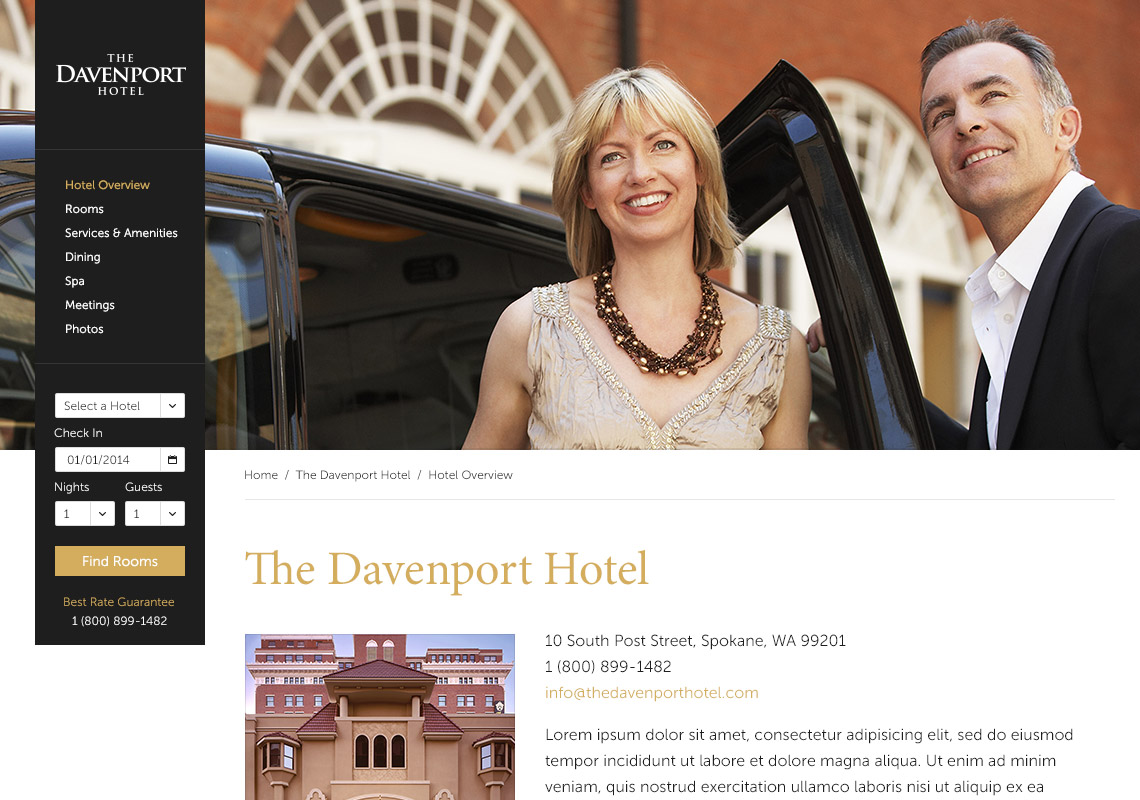 THE
DAVENPORT
HOTEL
Hotel Overview
Rooms
Services & Amenities
Dining
Spa
Meetings
Photos
Select a Hotel
Check In
01/01/2014
Nights Guests
1 1
Find Rooms
Best Rate Guarantee
1 (800) 899-1482
Home / The Davenport Hotel / Hotel Overview
The Davenport Hotel
10 South Post Street, Spokane, WA 99201
1 (800) 899-1482
info@thedavenporthotel.com
Lorem ipsum dolor sit amet, consectetur adipisicing elit, sed do eiusmod
tempor incididunt ut labore et dolore magna aliqua. Ut enim ad minim
veniam, quis nostrud exercitation ullamco laboris nisi ut aliquip ex ea